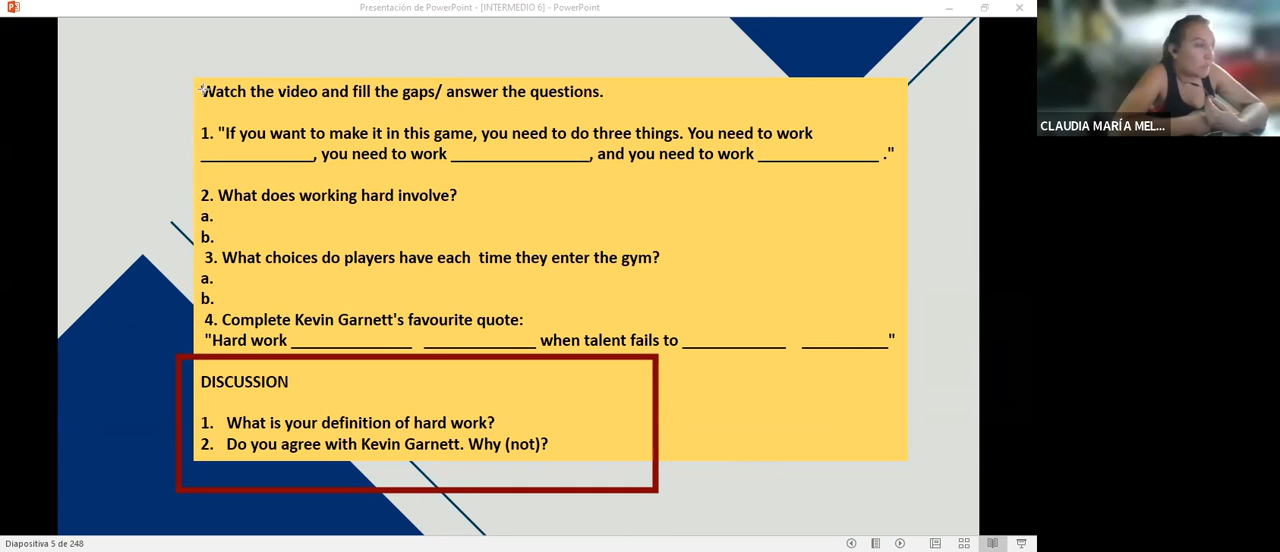 Presentación de PowerPoint - [INTERMEDIO 6] - PowerPoint
CLAUDIA MARÍA MEL...
Watch the video and fill the gaps/ answer the questions.
1. "If you want to make it in this game, you need to do three things. You need to work
_____________, you need to work ________________, and you need to work ______________ ."
2. What does working hard involve?
a.
b.
3. What choices do players have each  time they enter the gym?
a.
b.
4. Complete Kevin Garnett's favourite quote:
"Hard work ______________  _____________ when talent fails to ____________  __________"
DISCUSSION
1. What is your definition of hard work?
2. Do you agree with Kevin Garnett. Why (not)?
Diapositiva 5 de 248